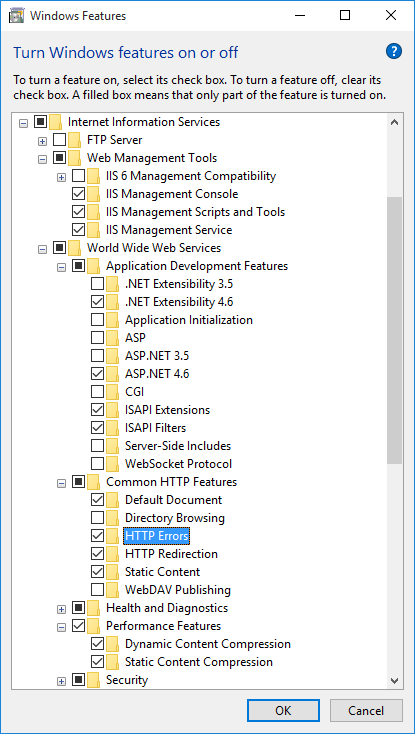 Windows Features
Turn Windows features on or off
?
To turn a feature on, select its check box. To turn a feature off, clear its
check box. A filled box means that only part of the feature is turned on.
Internet Information Services
FTP Server
Web Management Tools
IIS 6 Management Compatibility
IIS Management Console
IIS Management Scripts and Tools
IIS Management Service
World Wide Web Services
Application Development Features
.NET Extensibility 3.5
.NET Extensibility 4.6
Application Initialization
ASP
ASP.NET 3.5
ASP.NET 4.6
CGI
ISAPI Extensions
ISAPI Filters
Server-Side Includes
WebSocket Protocol
Common HTTP Features
Default Document
Directory Browsing
HTTP Errors
HTTP Redirection
Static Content
WebDAV Publishing
Health and Diagnostics
Performance Features
Dynamic Content Compression
Static Content Compression
Security
OK
Cancel